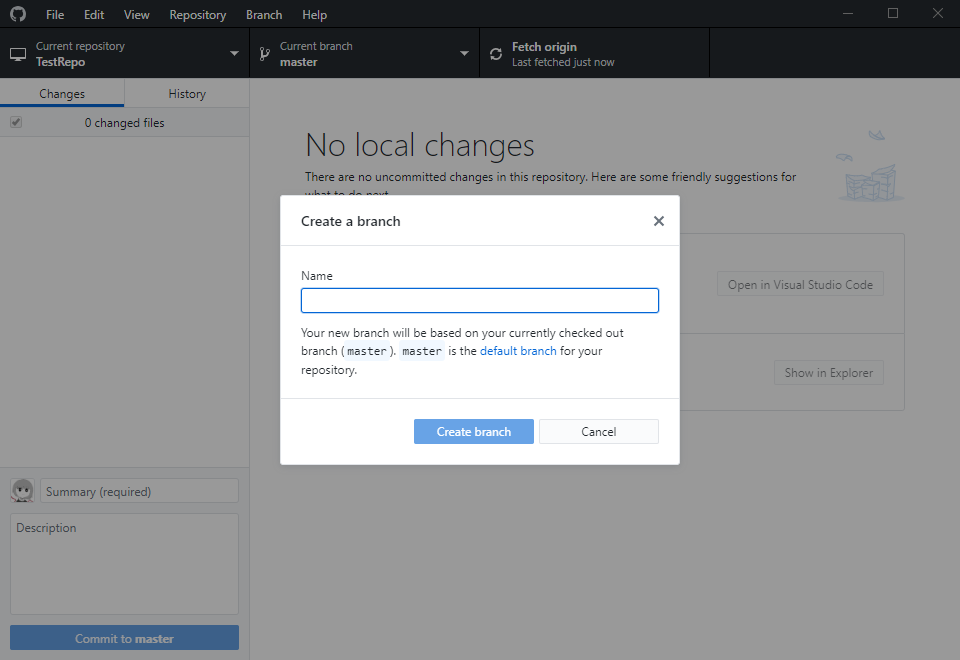 File Edit View Repository Branch Help
Current repository
TestRepo
Current branch
master
Fetch origin
Last fetched just now
Changes
History
0 changed files
No local changes
There are no uncommitted changes in this repository. Here are some friendly suggestions for
what to do next.
Create a branch
Name
Your new branch will be based on your currently checked out
branch (master). master is the default branch for your
repository.
Create branch
Cancel
Open in Visual Studio Code
Show in Explorer
Summary (required)
Description
Commit to master